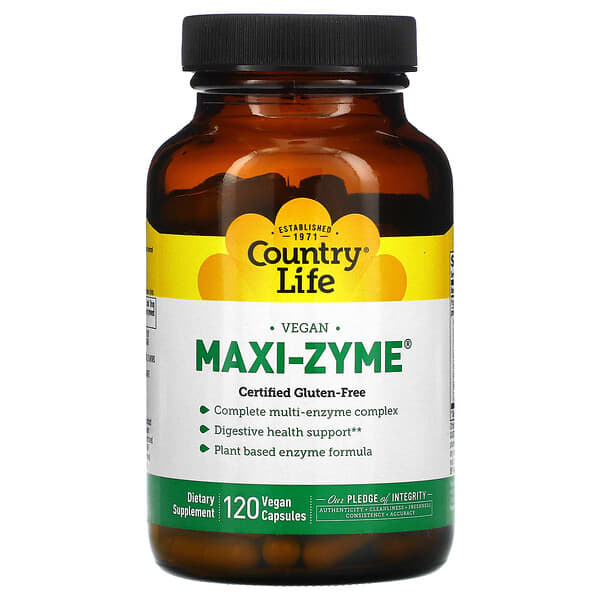 ESTABLISHED
1971
Country®
Life
• VEGAN •
MAXI-ZYME®
Certified Gluten-Free
Complete multi-enzyme complex
Digestive health support**
Plant based enzyme formula
Dietary
Supplement
120 Vegan
Capsules
Our PLEDGE of INTEGRITY
AUTHENTICITY • CLEANLINESS • FRESHNESS
CONSISTENCY • ACCURACY